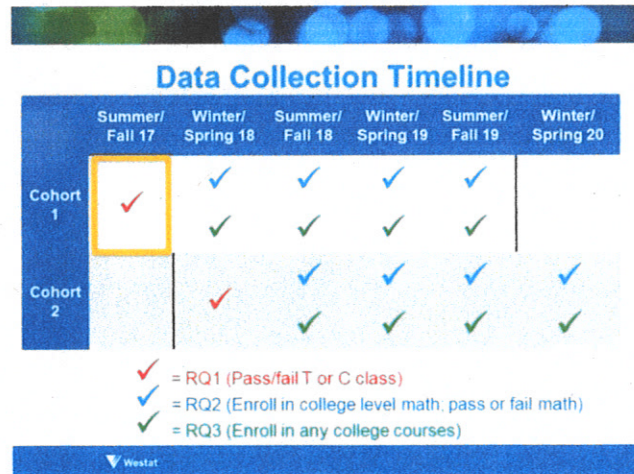 Data Collection Timeline
Summer/ Winter/ Summer/ Winter/ Summer/ Winter/
Fall 17 Spring 18 Fall 18 Spring 19 Fall 19 Spring 20
Cohort
1
Cohort
2
= RQ1 (Pass/fail T or C class)
= RQ2 (Enroll in college level math; pass or fail math)
= RQ3 (Enroll in any college courses)
Westat